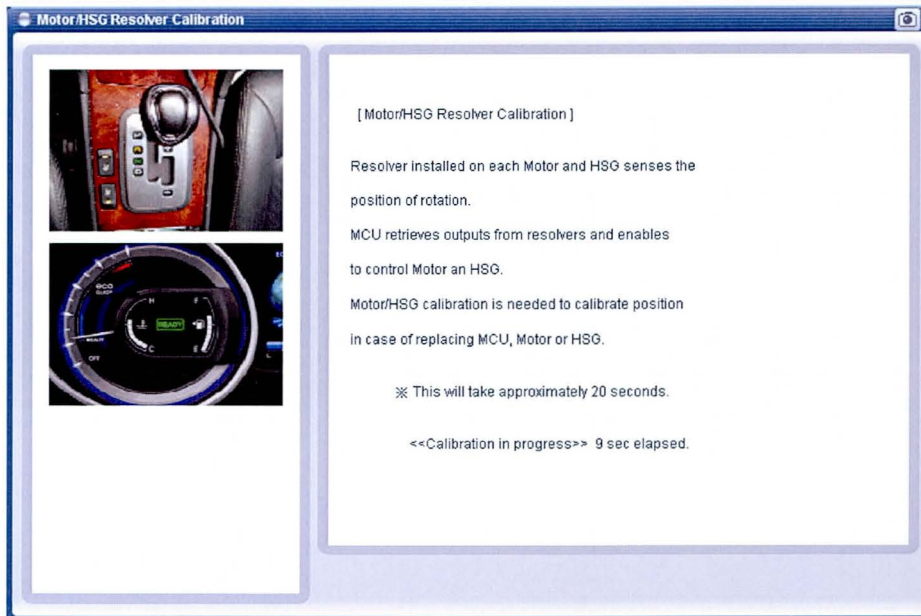 Motor/HSG Resolver Calibration
[ Motor/HSG Resolver Calibration ]
Resolver installed on each Motor and HSG senses the
position of rotation.
MCU retrieves outputs from resolvers and enables
to control Motor an HSG.
Motor/HSG calibration is needed to calibrate position
in case of replacing MCU, Motor or HSG.
※ This will take approximately 20 seconds.
<<Calibration in progress>> 9 sec elapsed.
eco
H
F
READY
C
E
READY
OFF
L